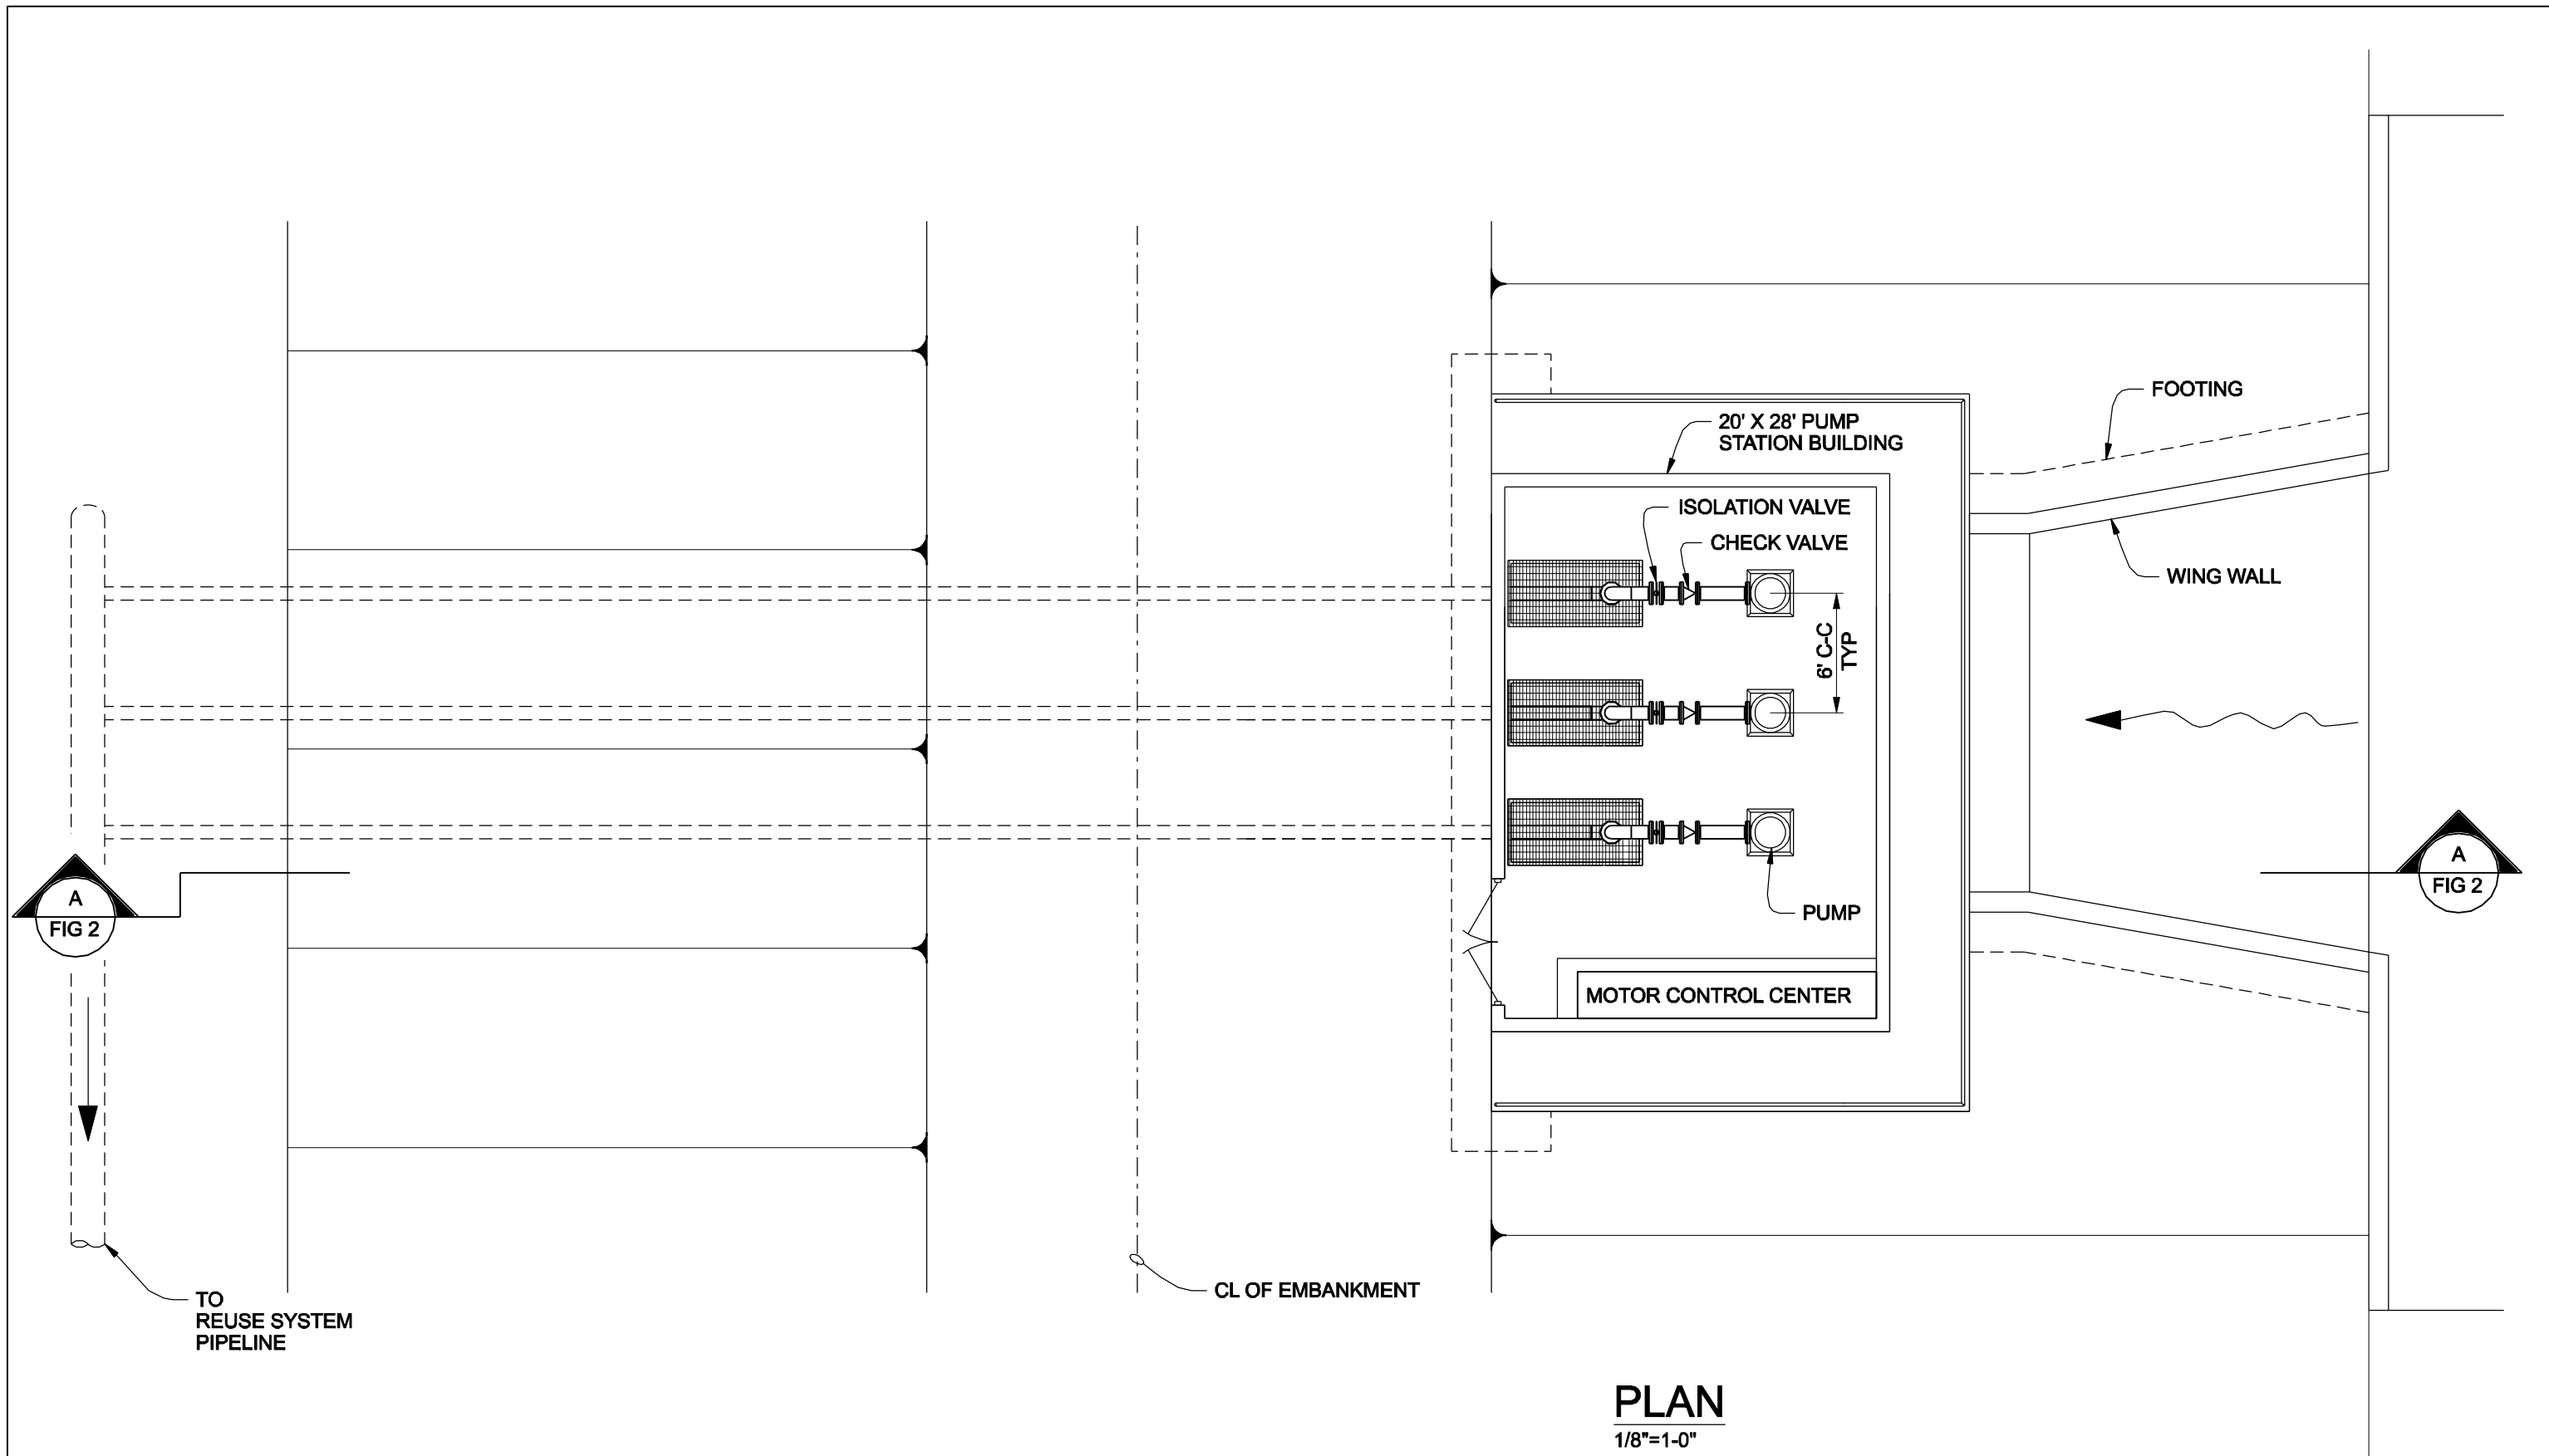 FOOTING
20' X 28' PUMP
STATION BUILDING
ISOLATION VALVE
CHECK VALVE
WING WALL
6' C-C
TYP
A
FIG 2
A
FIG 2
PUMP
MOTOR CONTROL CENTER
CL OF EMBANKMENT
TO
REUSE SYSTEM
PIPELINE
PLAN
1/8"=1-0"